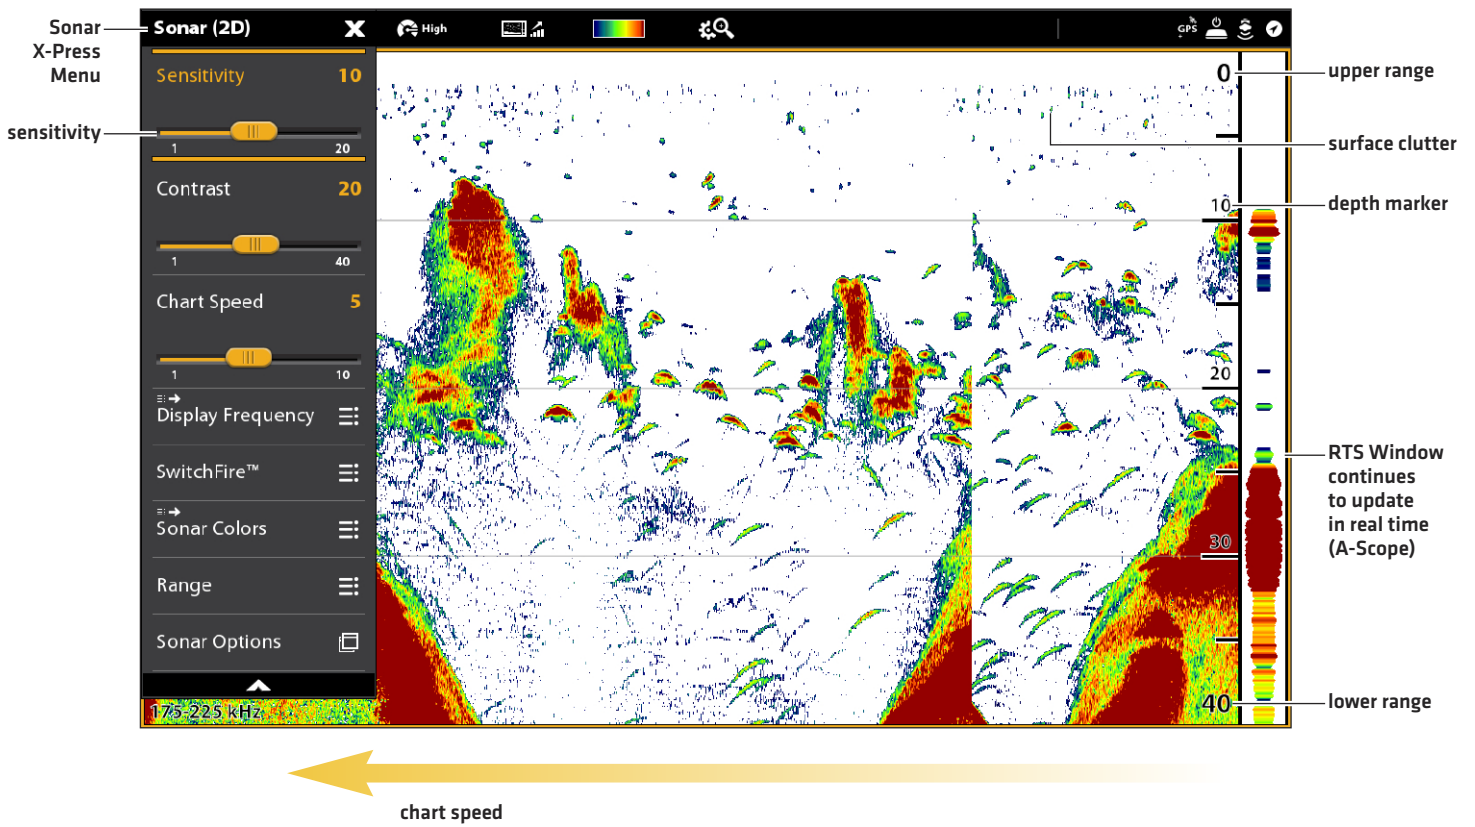 Sonar
X-Press
Menu
sensitivity
Sonar (2D)
High
GPS
Sensitivity 10
1 20
Contrast 20
1 40
Chart Speed 5
1 10
Display Frequency
SwitchFire™
Sonar Colors
Range
Sonar Options
175-225 kHz
0
10
20
30
40
upper range
surface clutter
depth marker
RTS Window
continues
to update
in real time
(A-Scope)
lower range
chart speed